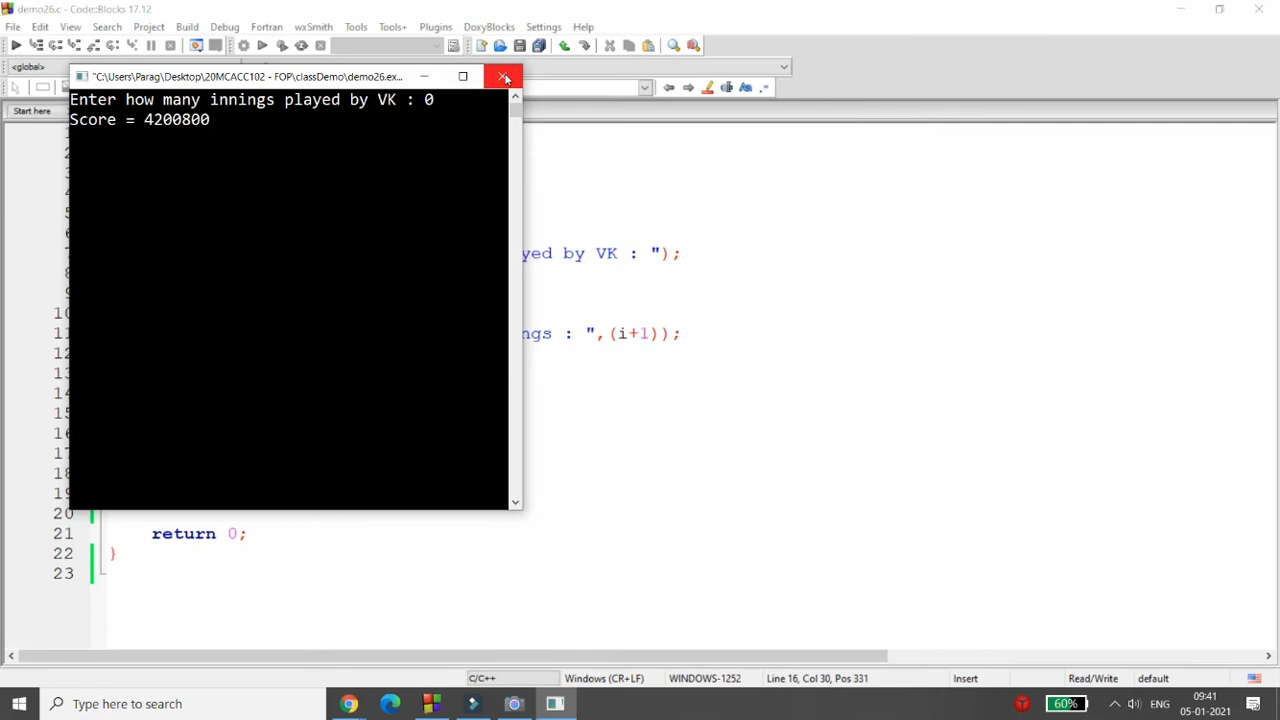 demo26.c - Code::Blocks 17.12
File Edit View Search Project Build Debug Fortran wxSmith Tools Tools+ Plugins DoxyBlocks Settings Help
<global>
"C:\Users\Parag\Desktop\20MCACC102 - FOP\classDemo\demo26.ex...
Enter how many innings played by VK : 0
Score = 4200800
Start here
yed by VK : ");
10
11 ngs : ",(i+1));
12
13
14
15
16
17
18
19
20
21 return 0;
22 }
23
C/C++ Windows (CR+LF) WINDOWS-1252 Line 16, Col 30, Pos 331 Insert Read/Write default
Type here to search
60% ENG 09:41
05-01-2021